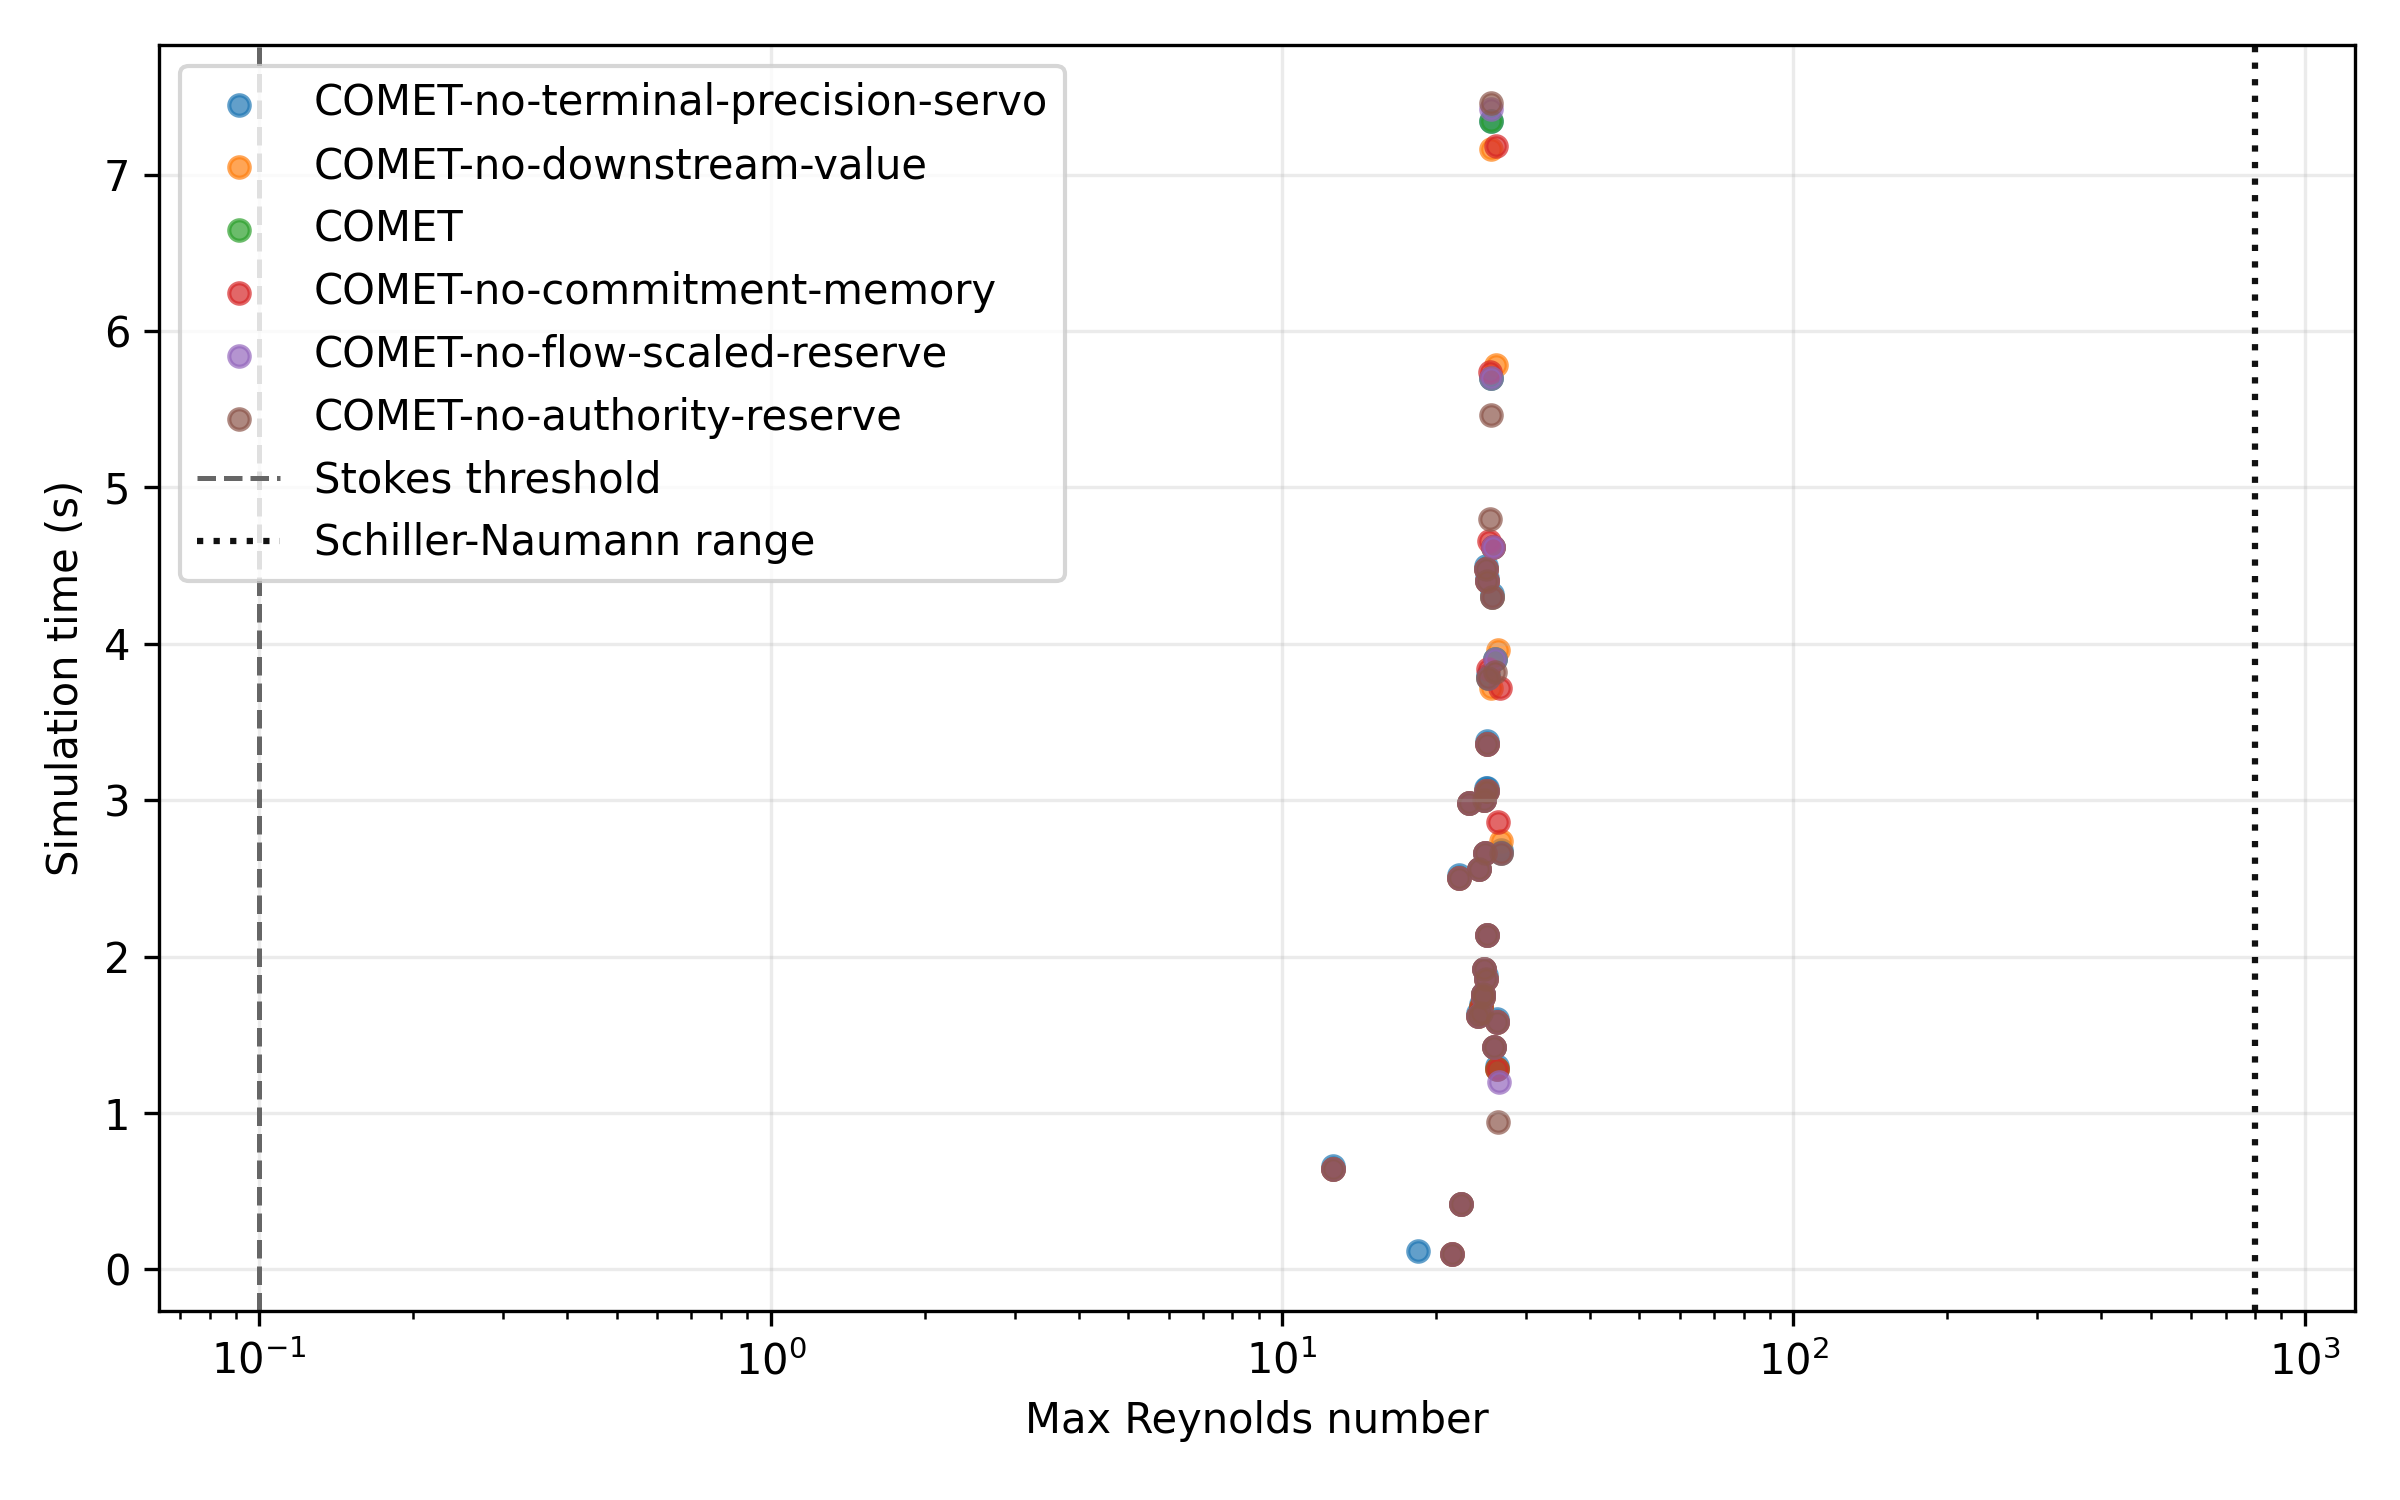 COMET-no-terminal-precision-servo
COMET-no-downstream-value
COMET
COMET-no-commitment-memory
COMET-no-flow-scaled-reserve
COMET-no-authority-reserve
Stokes threshold
Schiller-Naumann range
Simulation time (s)
7
6
5
4
3
2
1
0
10⁻¹ 10⁰ 10¹ 10² 10³
Max Reynolds number